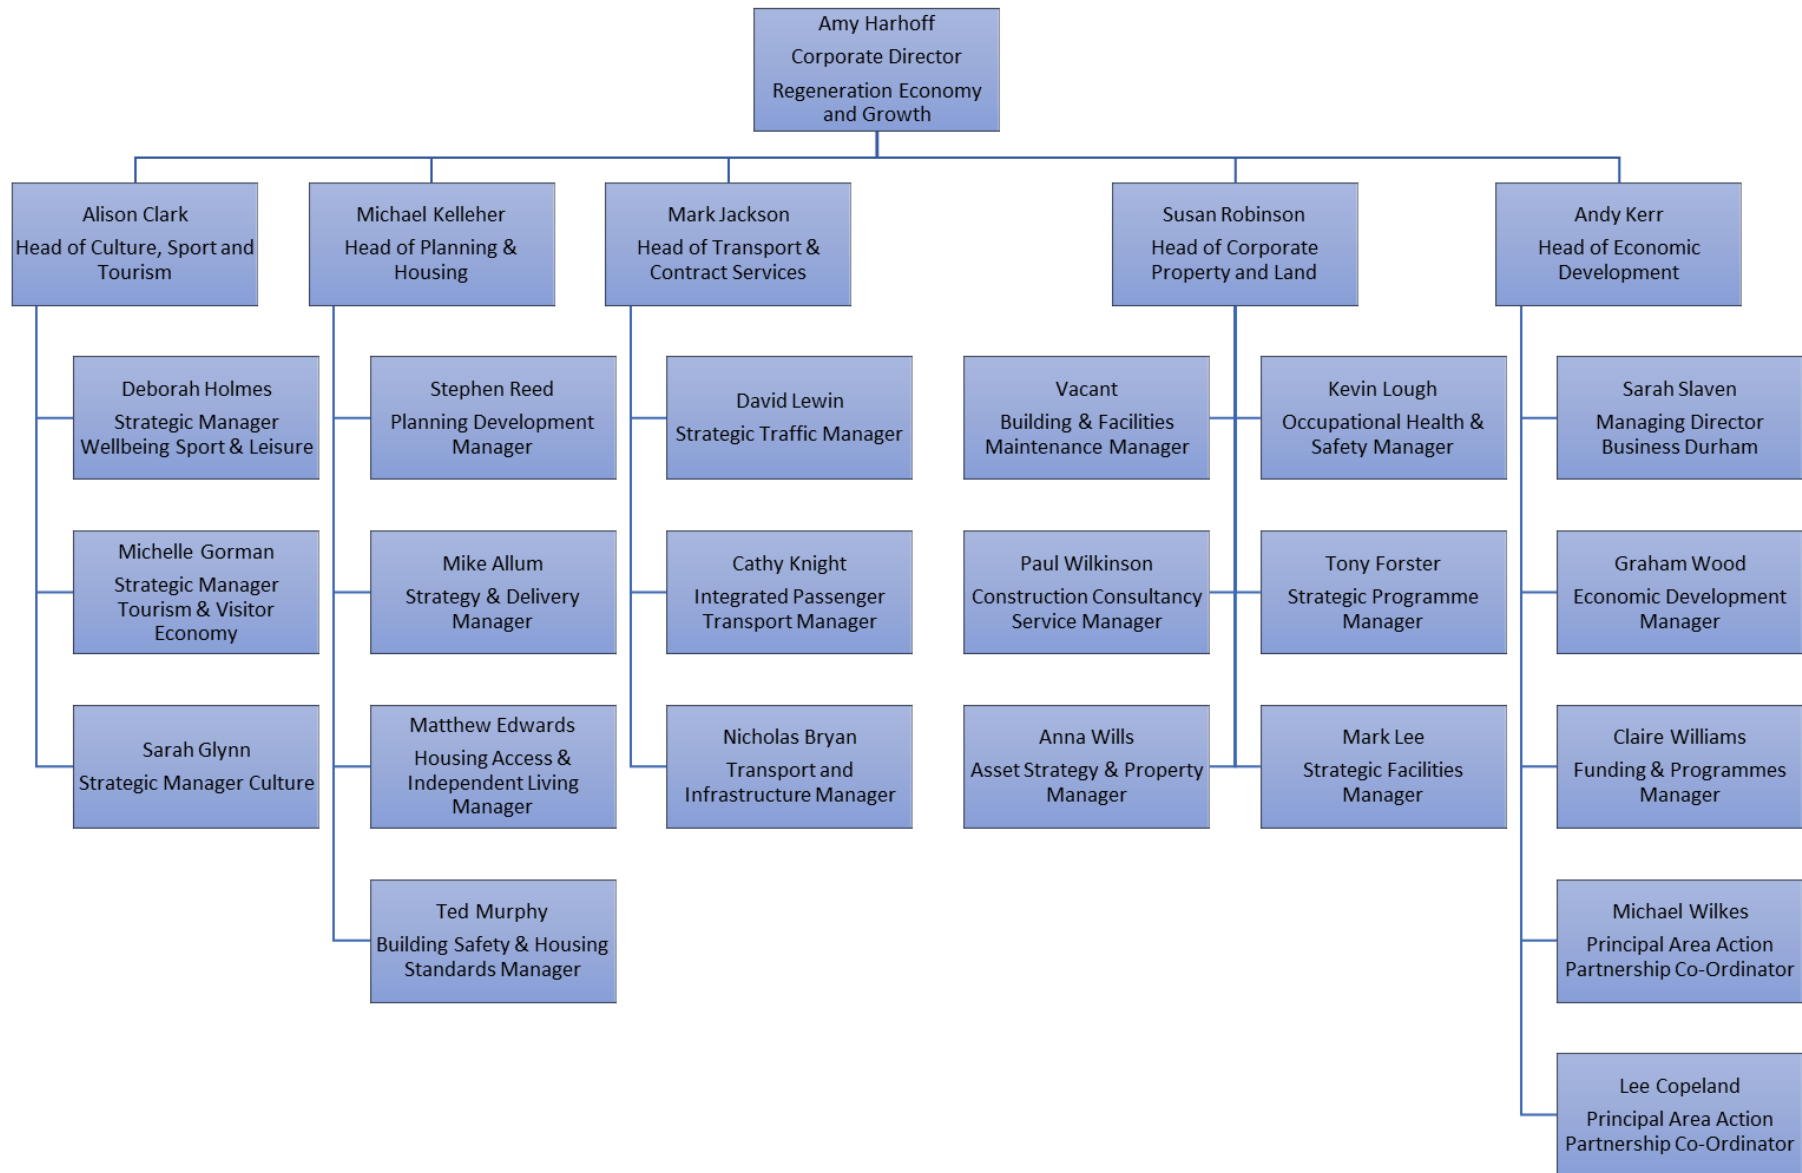 Amy Harhoff
Corporate Director
Regeneration Economy
and Growth
Alison Clark
Head of Culture, Sport and
Tourism
Michael Kelleher
Head of Planning &
Housing
Mark Jackson
Head of Transport &
Contract Services
Susan Robinson
Head of Corporate
Property and Land
Andy Kerr
Head of Economic
Development
Deborah Holmes
Strategic Manager
Wellbeing Sport & Leisure
Stephen Reed
Planning Development
Manager
David Lewin
Strategic Traffic Manager
Vacant
Building & Facilities
Maintenance Manager
Kevin Lough
Occupational Health &
Safety Manager
Sarah Slaven
Managing Director
Business Durham
Michelle Gorman
Strategic Manager
Tourism & Visitor
Economy
Mike Allum
Strategy & Delivery
Manager
Cathy Knight
Integrated Passenger
Transport Manager
Paul Wilkinson
Construction Consultancy
Service Manager
Tony Forster
Strategic Programme
Manager
Graham Wood
Economic Development
Manager
Sarah Glynn
Strategic Manager Culture
Matthew Edwards
Housing Access &
Independent Living
Manager
Nicholas Bryan
Transport and
Infrastructure Manager
Anna Wills
Asset Strategy & Property
Manager
Mark Lee
Strategic Facilities
Manager
Claire Williams
Funding & Programmes
Manager
Ted Murphy
Building Safety & Housing
Standards Manager
Michael Wilkes
Principal Area Action
Partnership Co-Ordinator
Lee Copeland
Principal Area Action
Partnership Co-Ordinator